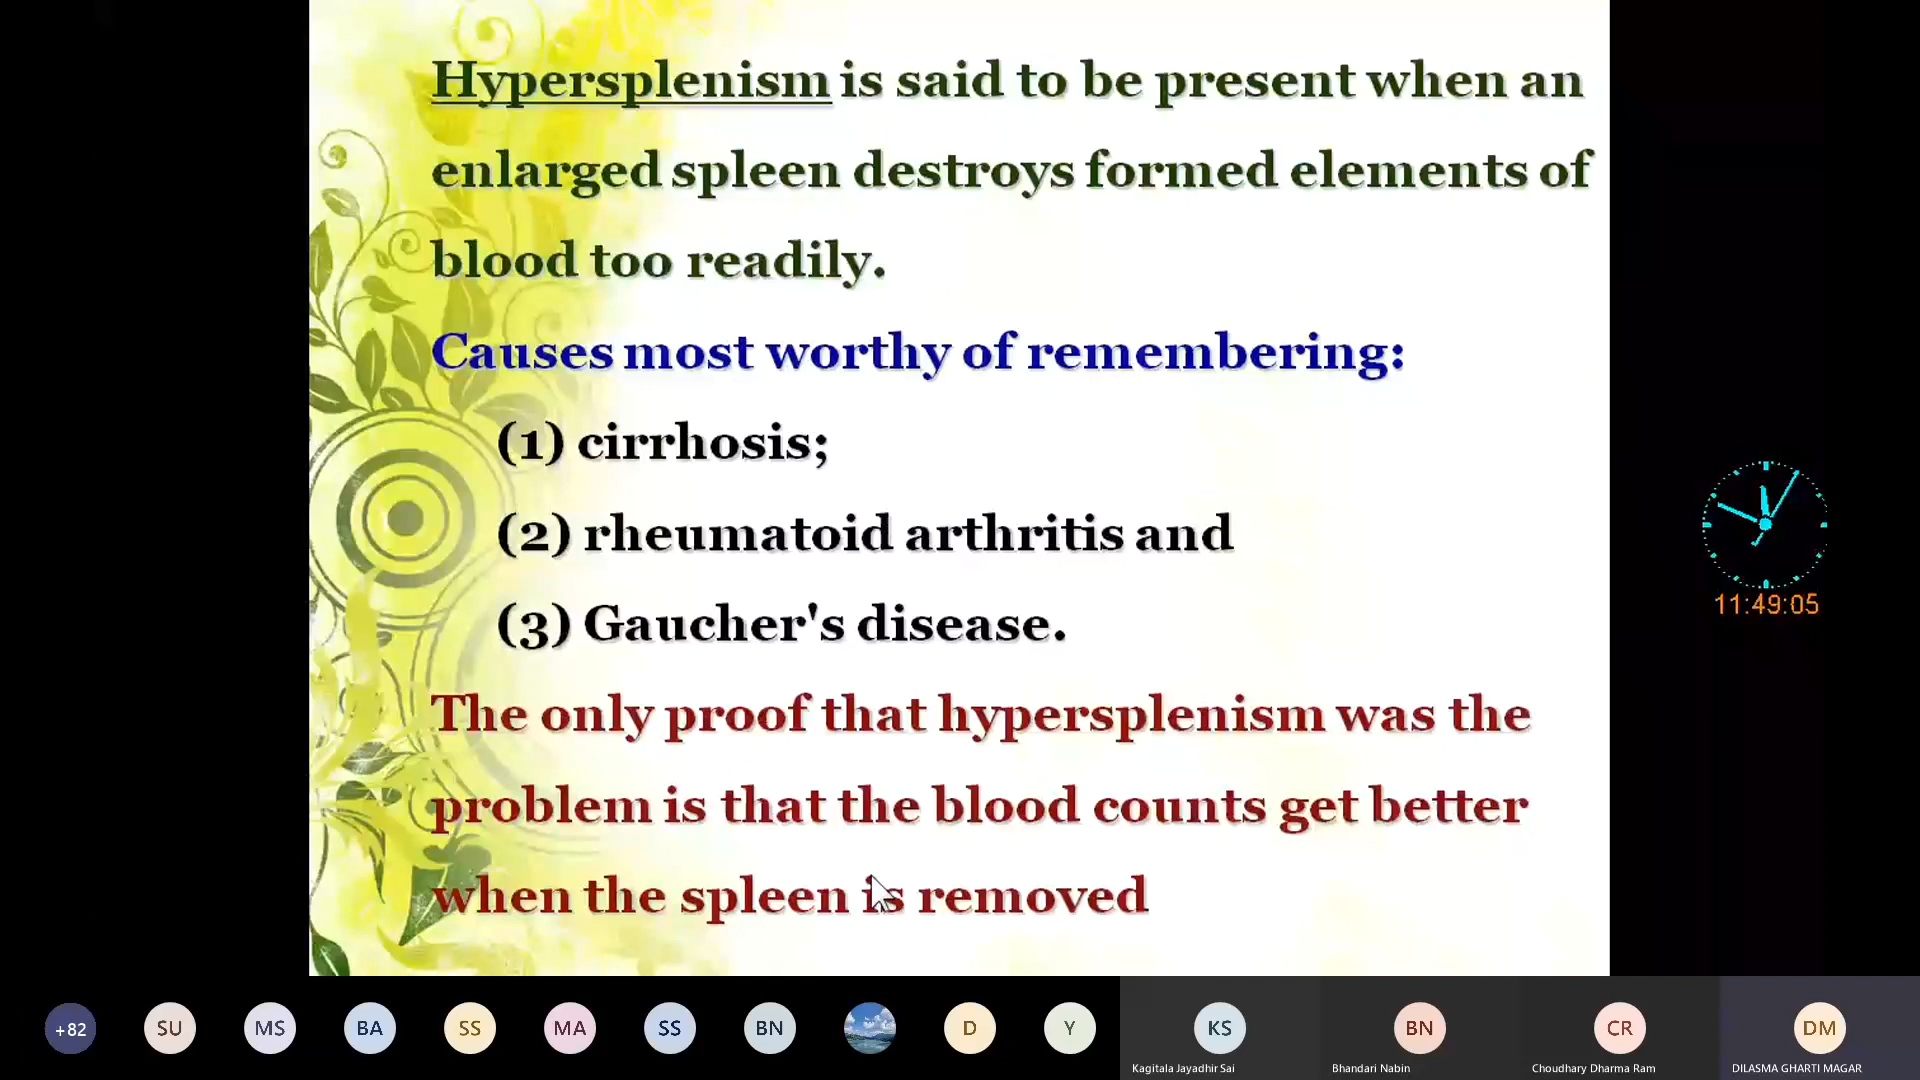 Hypersplenism is said to be present when an
enlarged spleen destroys formed elements of
blood too readily.
Causes most worthy of remembering:
(1) cirrhosis;
(2) rheumatoid arthritis and
(3) Gaucher's disease.
The only proof that hypersplenism was the
problem is that the blood counts get better
when the spleen is removed
11:49:05
+82 SU MS BA SS MA SS BN D Y KS BN CR DM
Kagitala Jayadhir Sai Bhandari Nabin Choudhary Dharma Ram DILASMA GHARTI MAGAR